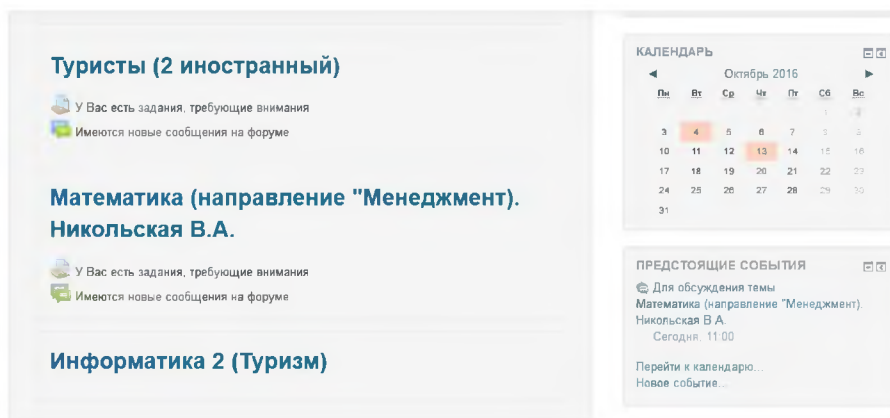 Туристы (2 иностранный)
У Вас есть задания, требующие внимания
Имеются новые сообщения на форуме
Математика (направление "Менеджмент).
Никольская В.А.
У Вас есть задания, требующие внимания
Имеются новые сообщения на форуме
Информатика 2 (Туризм)
КАЛЕНДАРЬ
◄ Октябрь 2016 ►
Пн Вт Ср Чт Пт Сб Вс
1 2
3 4 5 6 7 8 9
10 11 12 13 14 15 16
17 18 19 20 21 22 23
24 25 26 27 28 29 30
31
ПРЕДСТОЯЩИЕ СОБЫТИЯ
Для обсуждения темы
Математика (направление "Менеджмент).
Никольская В.А.
Сегодня, 11:00
Перейти к календарю...
Новое событие...